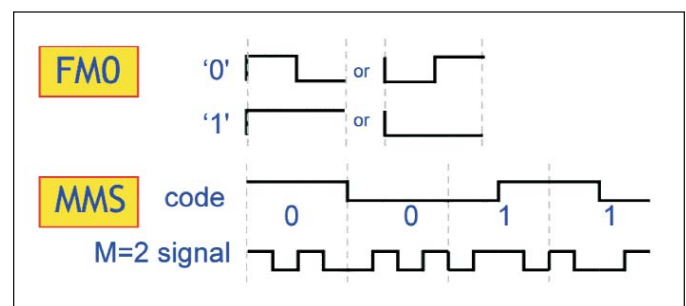 FM0 '0' or
'1' or
MMS code
0 0 1 1
M=2 signal